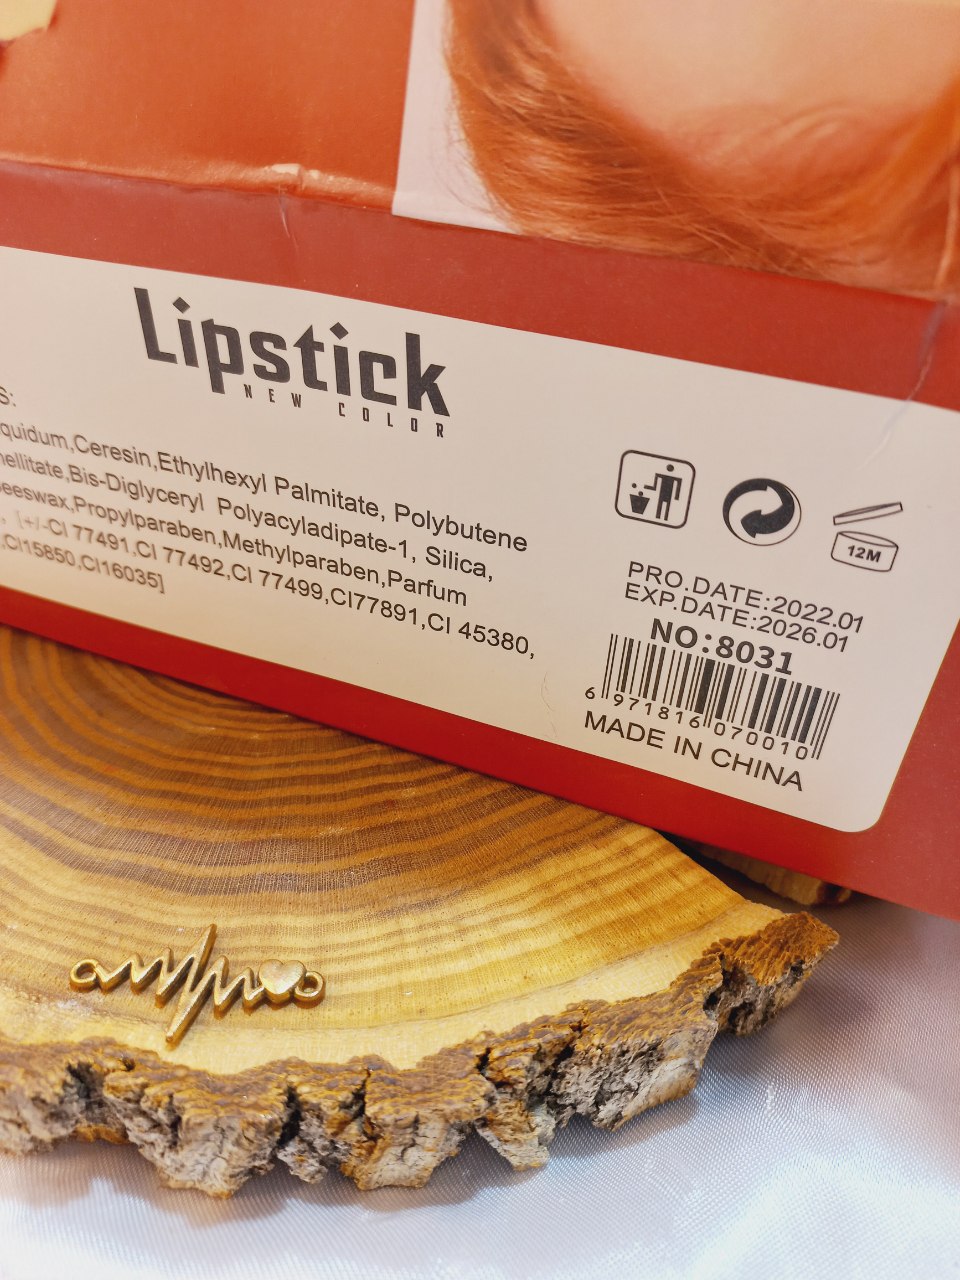 Lipstick
NEW COLOR
S:
quidum,Ceresin,Ethylhexyl Palmitate, Polybutene
mellitate,Bis-Diglyceryl Polyacyladipate-1, Silica,
Beeswax,Propylparaben,Methylparaben,Parfum
, [+/-CI 77491,CI 77492,CI 77499,CI77891,CI 45380,
,CI15850,CI16035]
12M
PRO.DATE:2022.01
EXP.DATE:2026.01
NO:8031
6 971816 070010
MADE IN CHINA